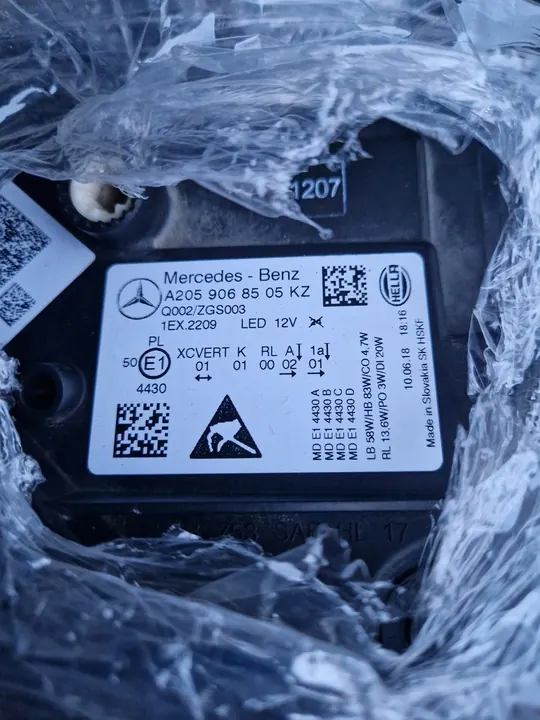 1207
Mercedes - Benz
A205 906 85 05 KZ
Q002/ZGS003
1EX.2209 LED 12V 24
HELLA
PL
50 E1
4430
XCVERT K RL A 1a
01 01 00 02 01
MD E1 4430 A
MD E1 4430 B
MD E1 4430 C
MD E1 4430 D
LB 58W/HB 83W/CO 4.7W
RL 13.6W/PO 3W/DI 20W
10.06.18 18:16
Made in Slovakia SK HSKF
HL 17